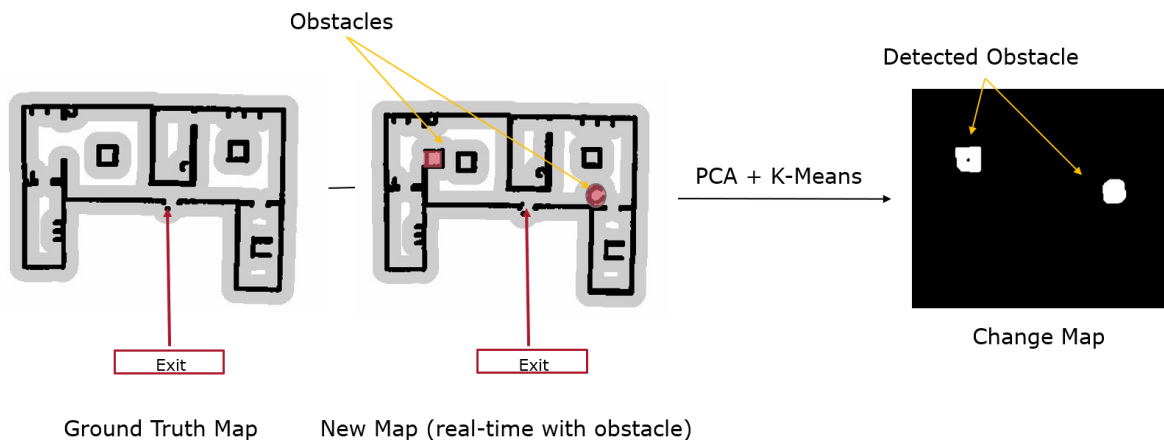 Obstacles
Detected Obstacle
PCA + K-Means
Change Map
Exit
Exit
Ground Truth Map
New Map (real-time with obstacle)